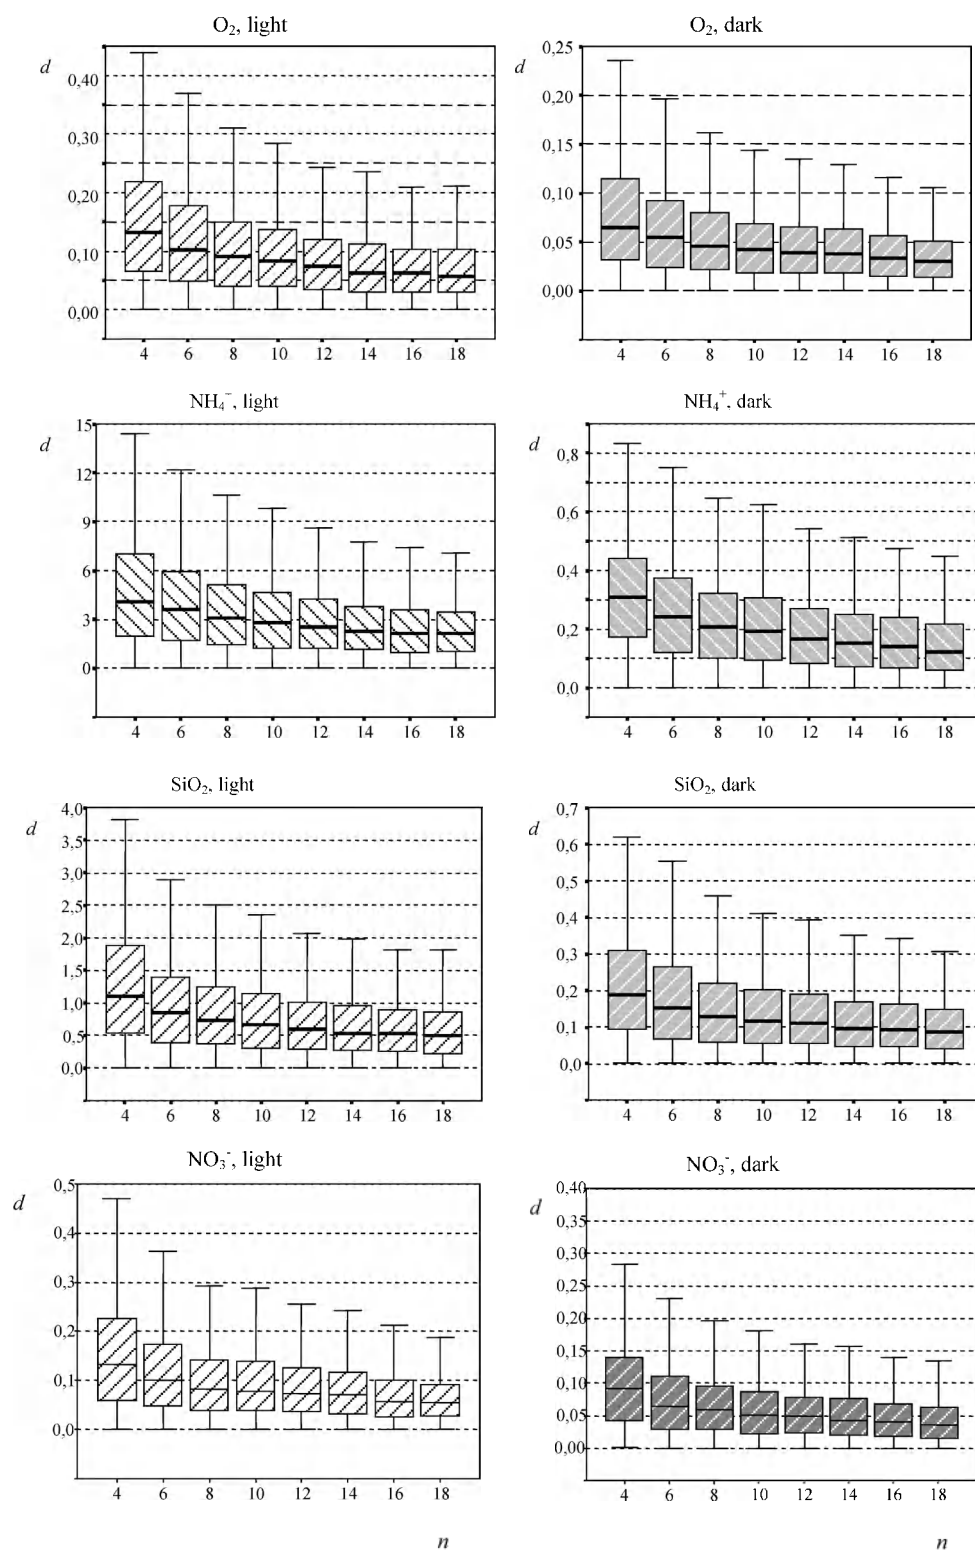 O₂, light
d
0,40
0,30
0,20
0,10
0,00
4 6 8 10 12 14 16 18
O₂, dark
d
0,25
0,20
0,15
0,10
0,05
0,00
4 6 8 10 12 14 16 18
NH₄⁻, light
d
15
12
9
6
3
0
4 6 8 10 12 14 16 18
NH₄⁺, dark
d
0,8
0,6
0,4
0,2
0,0
4 6 8 10 12 14 16 18
SiO₂, light
d
4,0
3,5
3,0
2,5
2,0
1,5
1,0
0,5
0,0
4 6 8 10 12 14 16 18
SiO₂, dark
d
0,7
0,6
0,5
0,4
0,3
0,2
0,1
0,0
4 6 8 10 12 14 16 18
NO₃⁻, light
d
0,5
0,4
0,3
0,2
0,1
0,0
4 6 8 10 12 14 16 18
n
NO₃⁻, dark
d
0,40
0,35
0,30
0,25
0,20
0,15
0,10
0,05
0,00
4 6 8 10 12 14 16 18
n